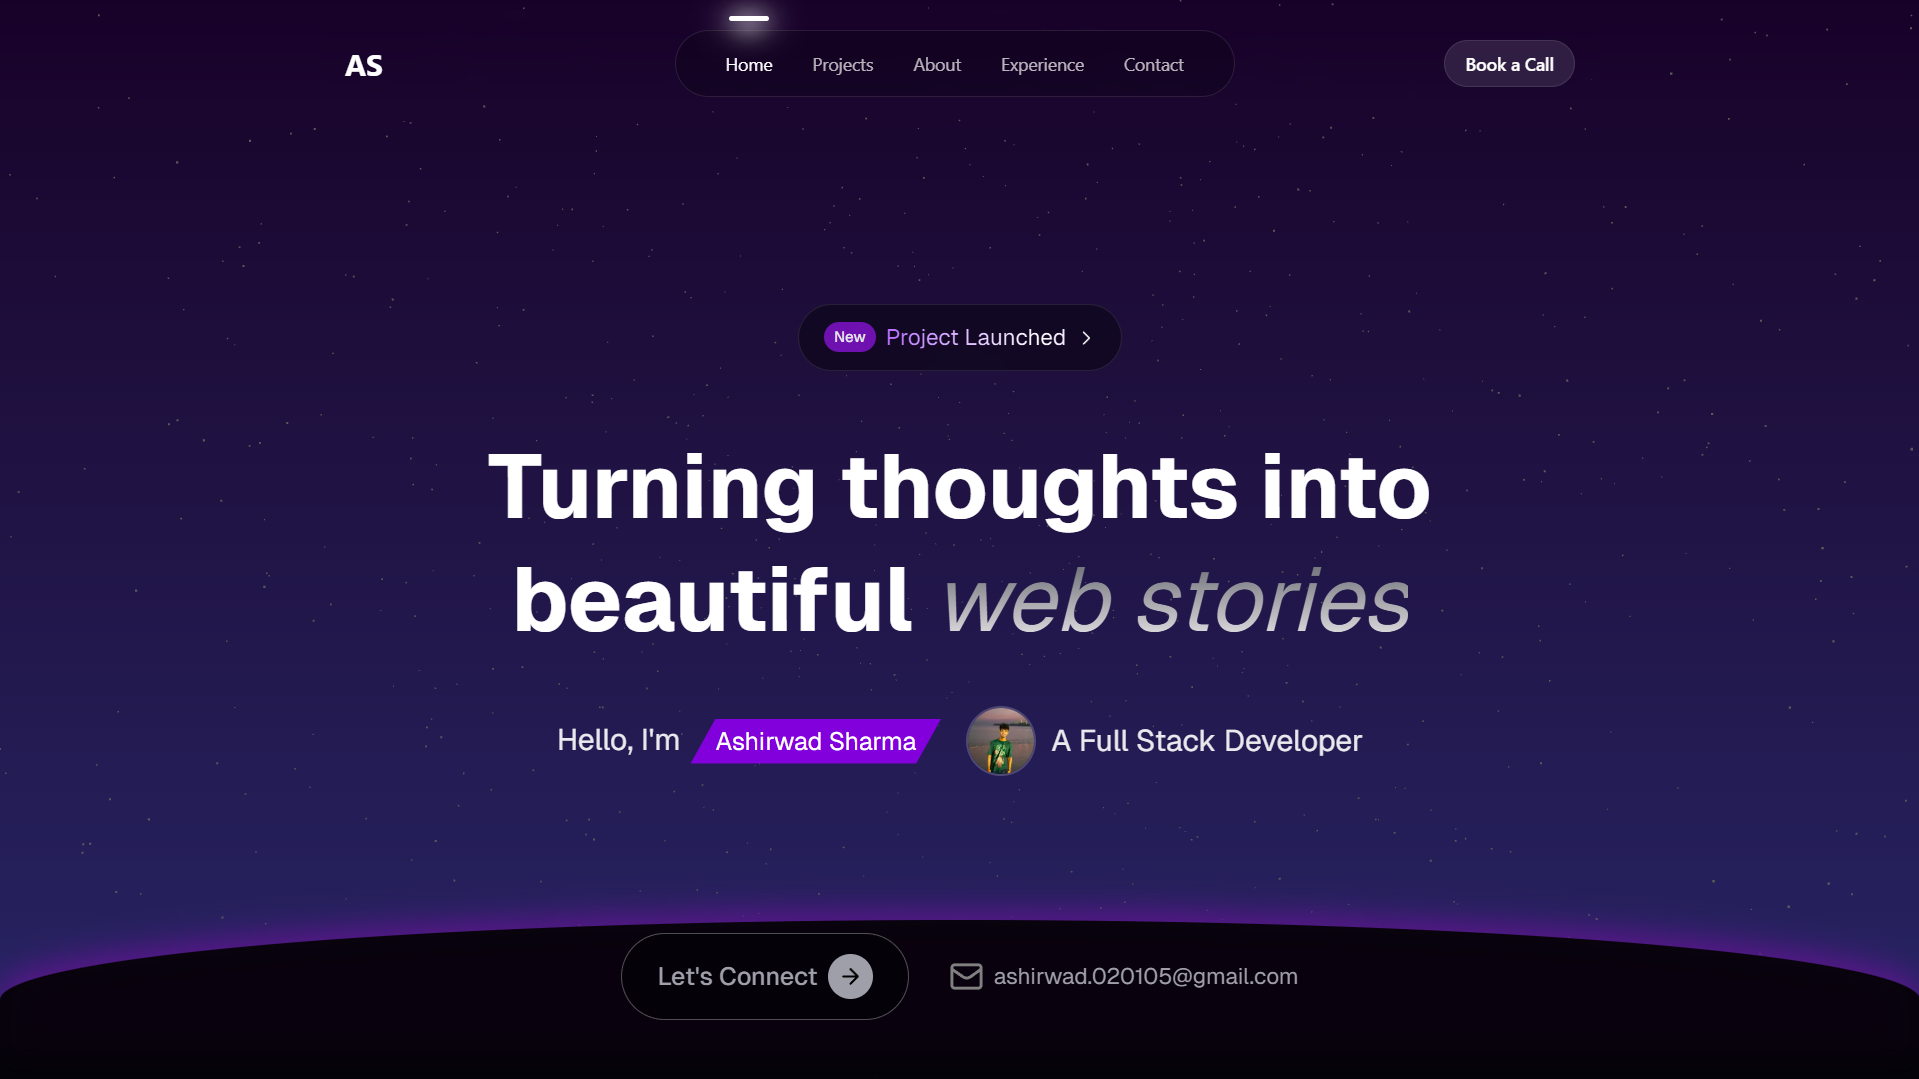 AS
Home Projects About Experience Contact
Book a Call
New Project Launched
Turning thoughts into
beautiful web stories
Hello, I'm Ashirwad Sharma A Full Stack Developer
Let's Connect
ashirwad.020105@gmail.com